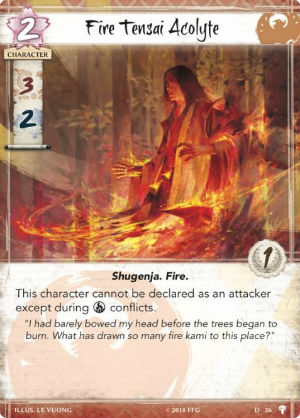 2
Fire Tensai Acolyte
CHARACTER
3
2
1
Shugenja. Fire.
This character cannot be declared as an attacker
except during conflicts.
"I had barely bowed my head before the trees began to
burn. What has drawn so many fire kami to this place?"
ILLUS. LE VUONG © 2018 FFG D 26